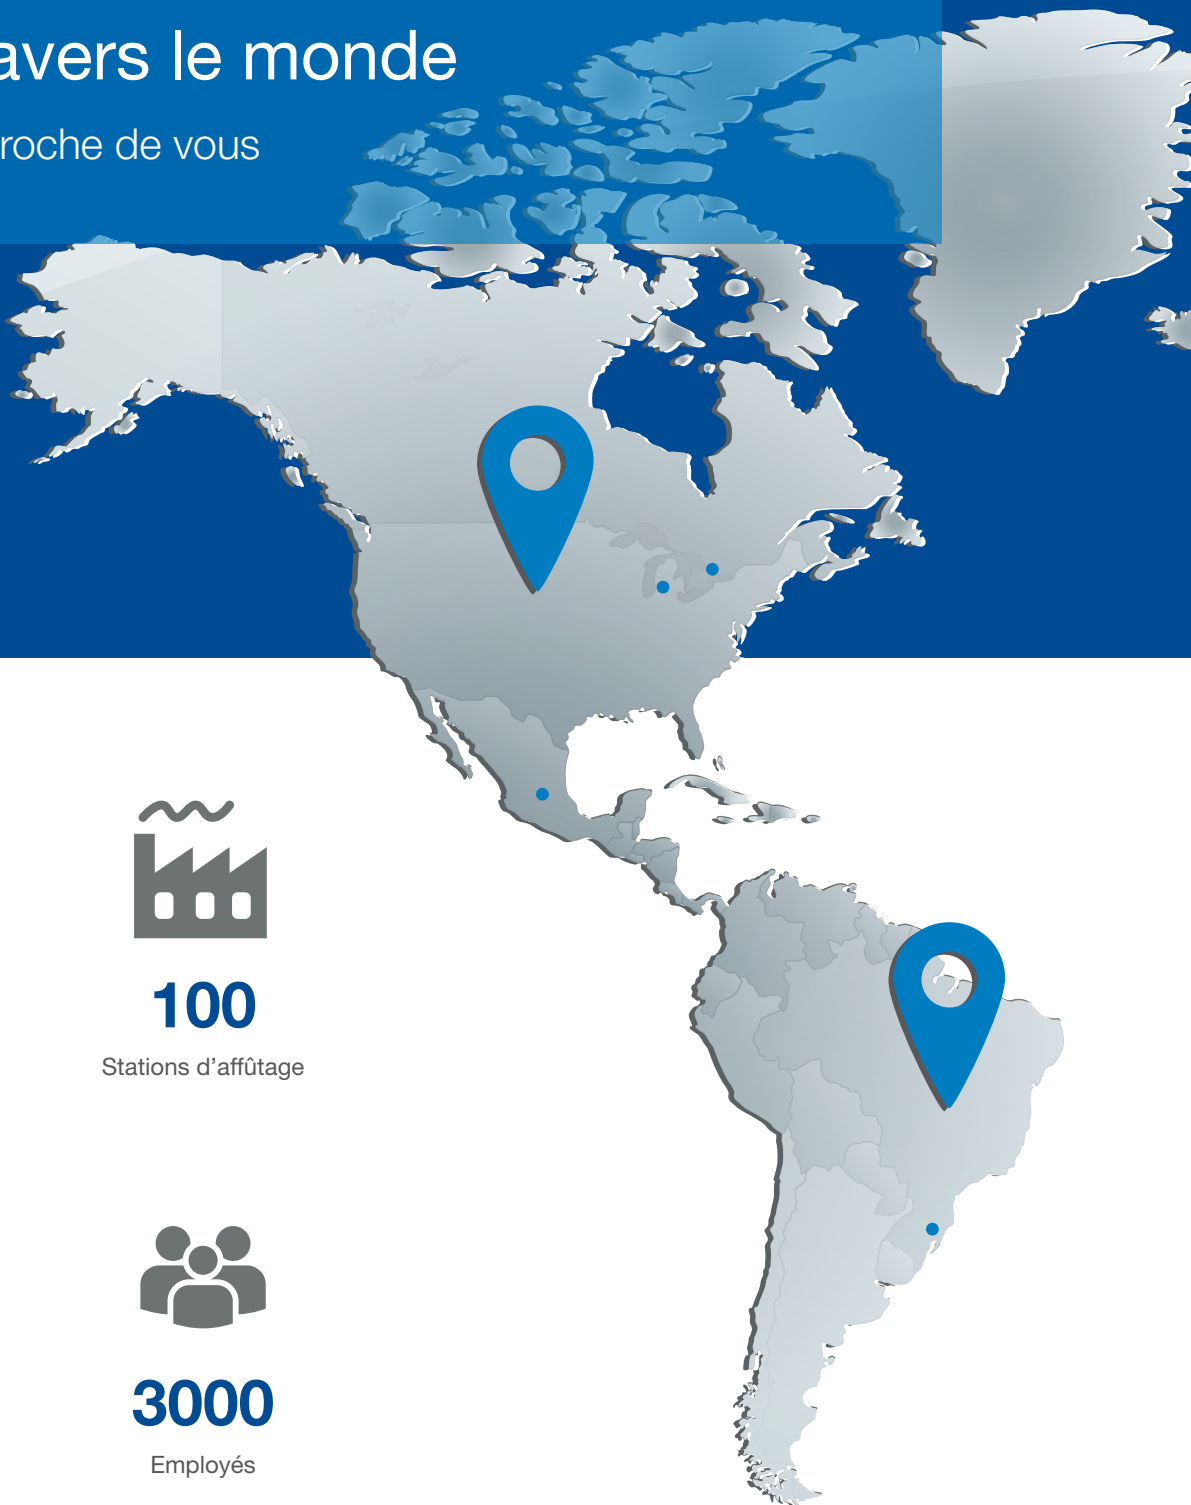 avers le monde
roche de vous
100
Stations d'affûtage
3000
Employés